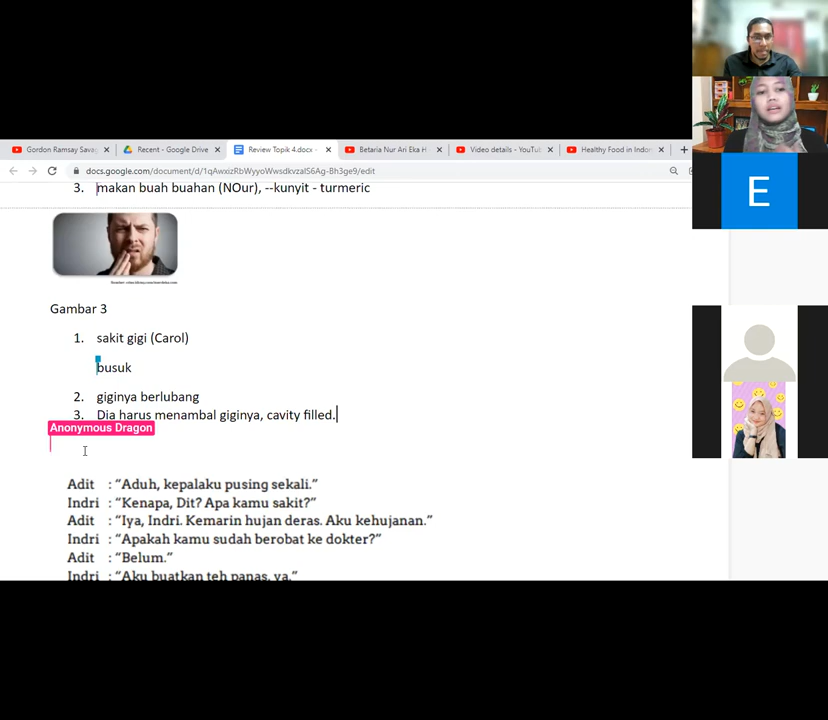 Gordon Ramsay Sava
Recent - Google Drive
Review Topik 4.docx -
Betaria Nur Ari Eka H
Video details - YouTu
Healthy Food in Indo
docs.google.com/document/d/1qAwxizRbWyyoWwsdkvzaIS6Ag-Bh3ge9/edit
3. makan buah buahan (NOur), --kunyit - turmeric
Gambar 3
1. sakit gigi (Carol)
busuk
2. giginya berlubang
3. Dia harus menambal giginya, cavity filled.
Anonymous Dragon
Adit : “Aduh, kepalaku pusing sekali.”
Indri : “Kenapa, Dit? Apa kamu sakit?”
Adit : “Iya, Indri. Kemarin hujan deras. Aku kehujanan.”
Indri : “Apakah kamu sudah berobat ke dokter?”
Adit : “Belum.”
Indri : “Aku buatkan teh panas, ya.”
E